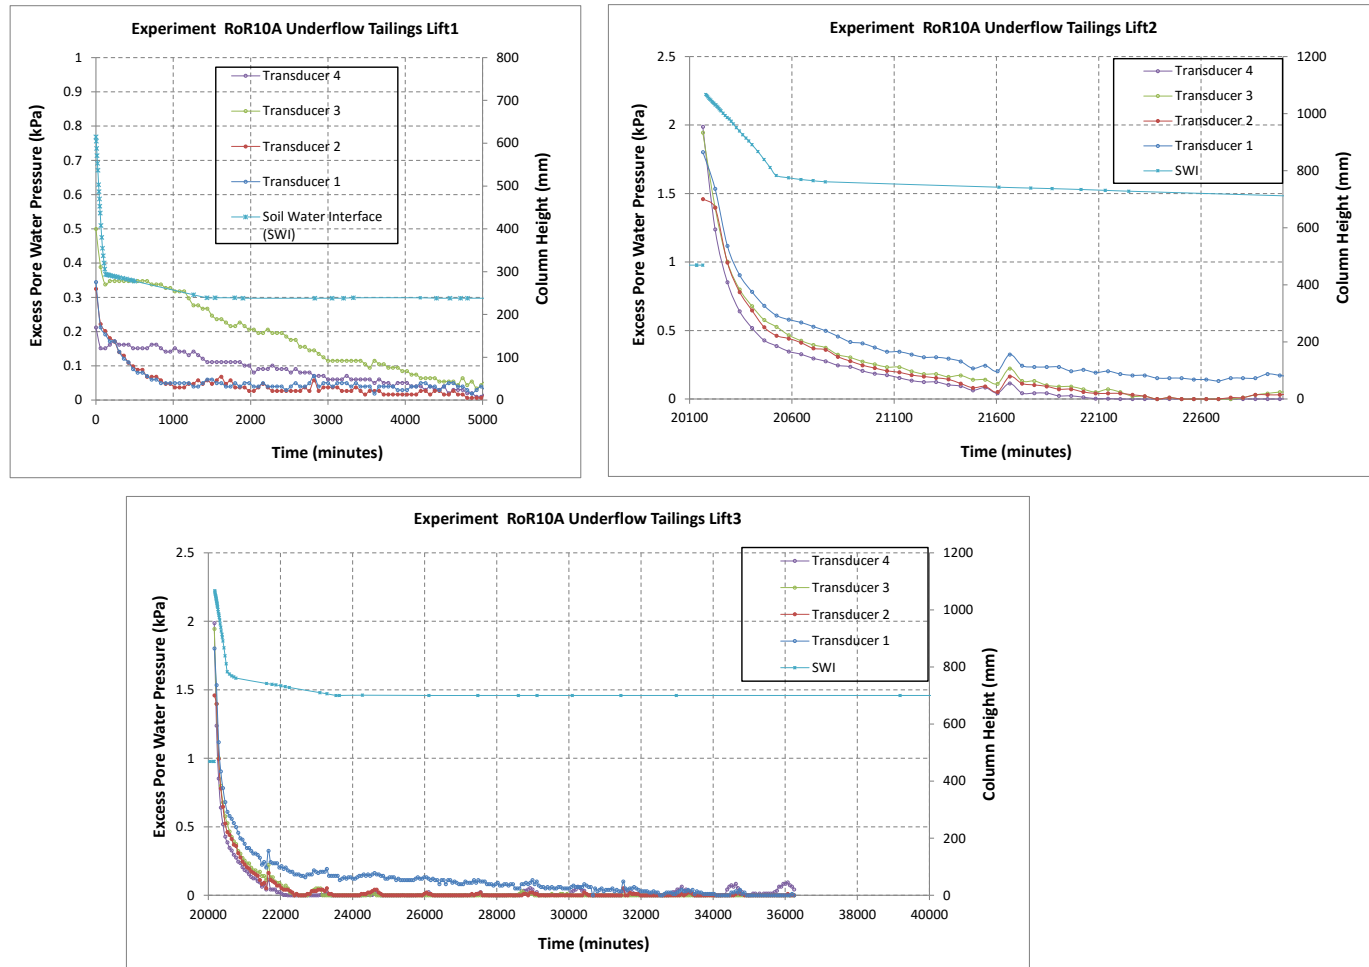 Experiment RoR10A Underflow Tailings Lift1
Excess Pore Water Pressure (kPa)
1
0.9
0.8
0.7
0.6
0.5
0.4
0.3
0.2
0.1
0
Transducer 4
Transducer 3
Transducer 2
Transducer 1
Soil Water Interface
(SWI)
800
700
600
500
400
300
200
100
0
Column Height (mm)
0 1000 2000 3000 4000 5000
Time (minutes)
Experiment RoR10A Underflow Tailings Lift2
Excess Pore Water Pressure (kPa)
2.5
2
1.5
1
0.5
0
Transducer 4
Transducer 3
Transducer 2
Transducer 1
SWI
1200
1000
800
600
400
200
0
Column Height (mm)
20100 20600 21100 21600 22100 22600
Time (minutes)
Experiment RoR10A Underflow Tailings Lift3
Excess Pore Water Pressure (kPa)
2.5
2
1.5
1
0.5
0
Transducer 4
Transducer 3
Transducer 2
Transducer 1
SWI
1200
1000
800
600
400
200
0
Column Height (mm)
20000 22000 24000 26000 28000 30000 32000 34000 36000 38000 40000
Time (minutes)